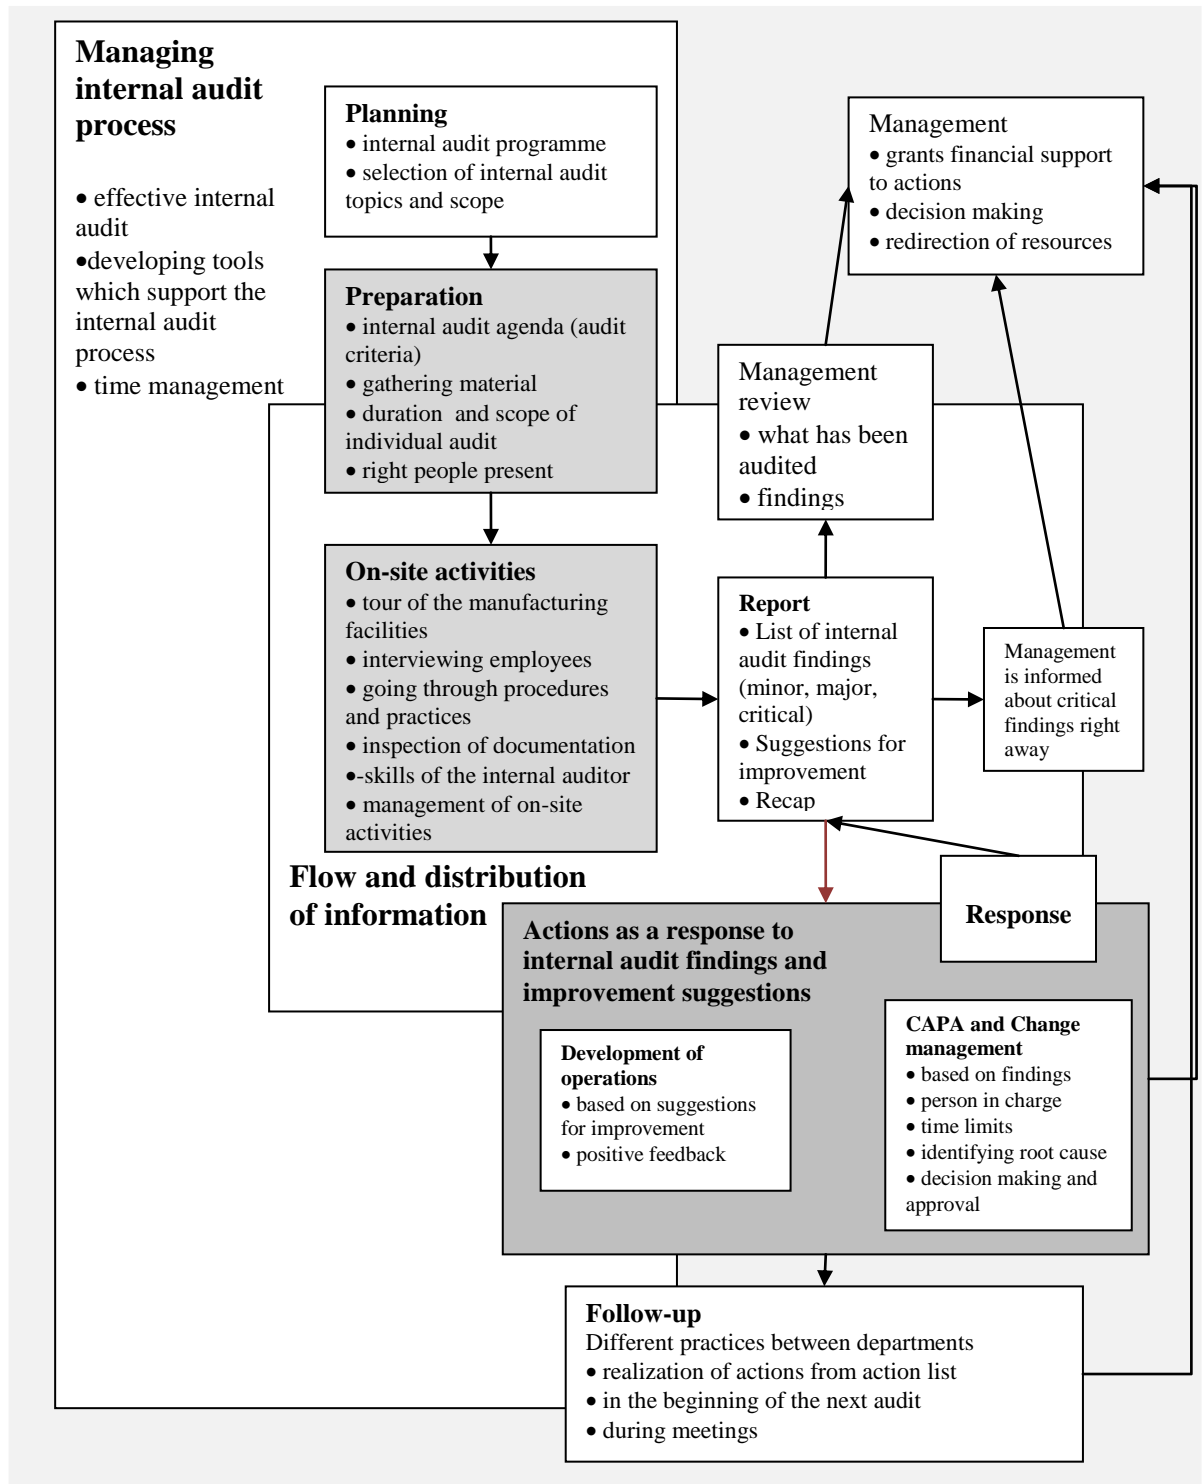 Managing
internal audit
process
• effective internal
audit
•developing tools
which support the
internal audit
process
• time management
Planning
• internal audit programme
• selection of internal audit
topics and scope
Preparation
• internal audit agenda (audit
criteria)
• gathering material
• duration and scope of
individual audit
• right people present
On-site activities
• tour of the manufacturing
facilities
• interviewing employees
• going through procedures
and practices
• inspection of documentation
•-skills of the internal auditor
• management of on-site
activities
Flow and distribution
of information
Management
• grants financial support
to actions
• decision making
• redirection of resources
Management
review
• what has been
audited
• findings
Report
• List of internal
audit findings
(minor, major,
critical)
• Suggestions for
improvement
• Recap
Management
is informed
about critical
findings right
away
Response
Actions as a response to
internal audit findings and
improvement suggestions
Development of
operations
• based on suggestions
for improvement
• positive feedback
CAPA and Change
management
• based on findings
• person in charge
• time limits
• identifying root cause
• decision making and
approval
Follow-up
Different practices between departments
• realization of actions from action list
• in the beginning of the next audit
• during meetings